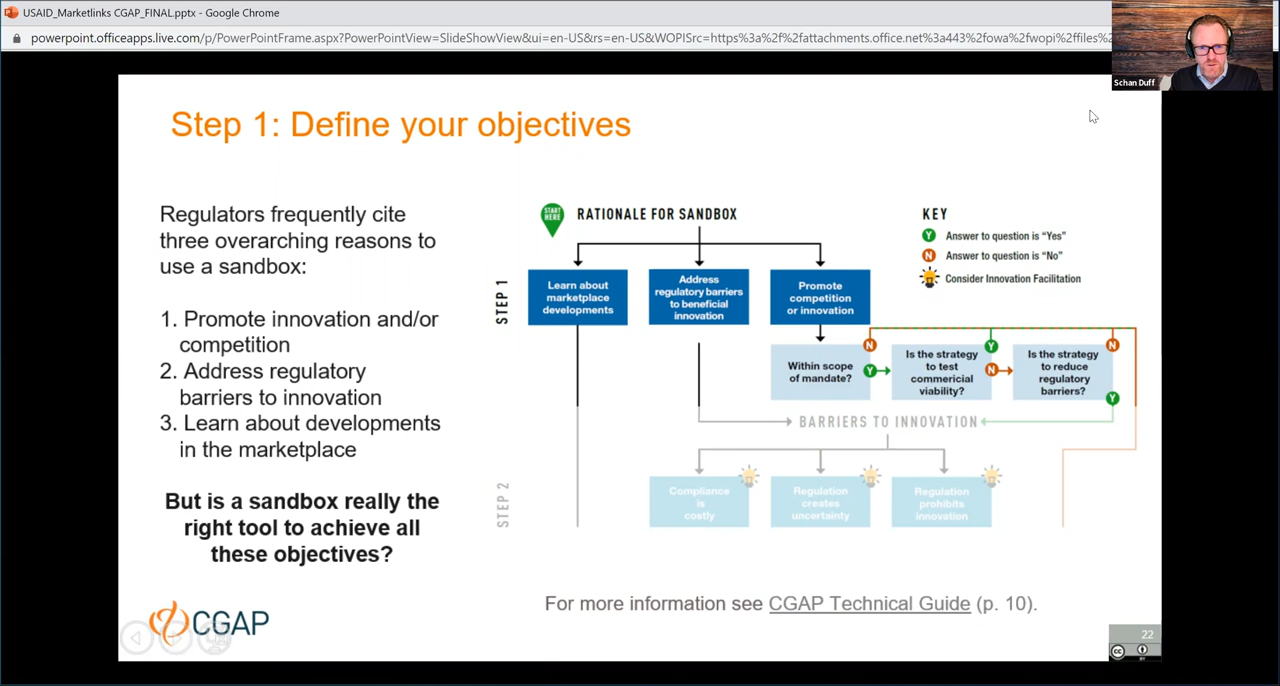 USAID_Marketlinks CGAP_FINAL.pptx - Google Chrome
powerpoint.officeapps.live.com/p/PowerPointFrame.aspx?PowerPointView=SlideShowView&ui=en-US&rs=en-US&WOPISrc=https%3a%2f%2fattachments.office.net%3a443%2fowa%2fwopi%2ffiles%2
Schan Duff
Step 1: Define your objectives
Regulators frequently cite
three overarching reasons to
use a sandbox:
1. Promote innovation and/or
competition
2. Address regulatory
barriers to innovation
3. Learn about developments
in the marketplace
But is a sandbox really the
right tool to achieve all
these objectives?
CGAP
START
HERE
RATIONALE FOR SANDBOX
KEY
Y Answer to question is “Yes”
N Answer to question is “No”
Consider Innovation Facilitation
STEP 1
Learn about
marketplace
developments
Address
regulatory barriers
to beneficial
innovation
Promote
competition
or innovation
Within scope
of mandate?
N
Y
Is the strategy
to test
commericial
viability?
Y
N
Is the strategy
to reduce
regulatory
barriers?
N
Y
BARRIERS TO INNOVATION
STEP 2
Compliance
is
costly
Regulation
creates
uncertainty
Regulation
prohibits
innovation
For more information see CGAP Technical Guide (p. 10).
22
cc
BY